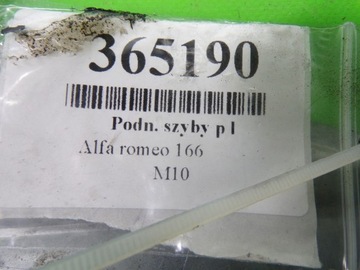 365190
Podn. szyby p l
Alfa romeo 166
M10